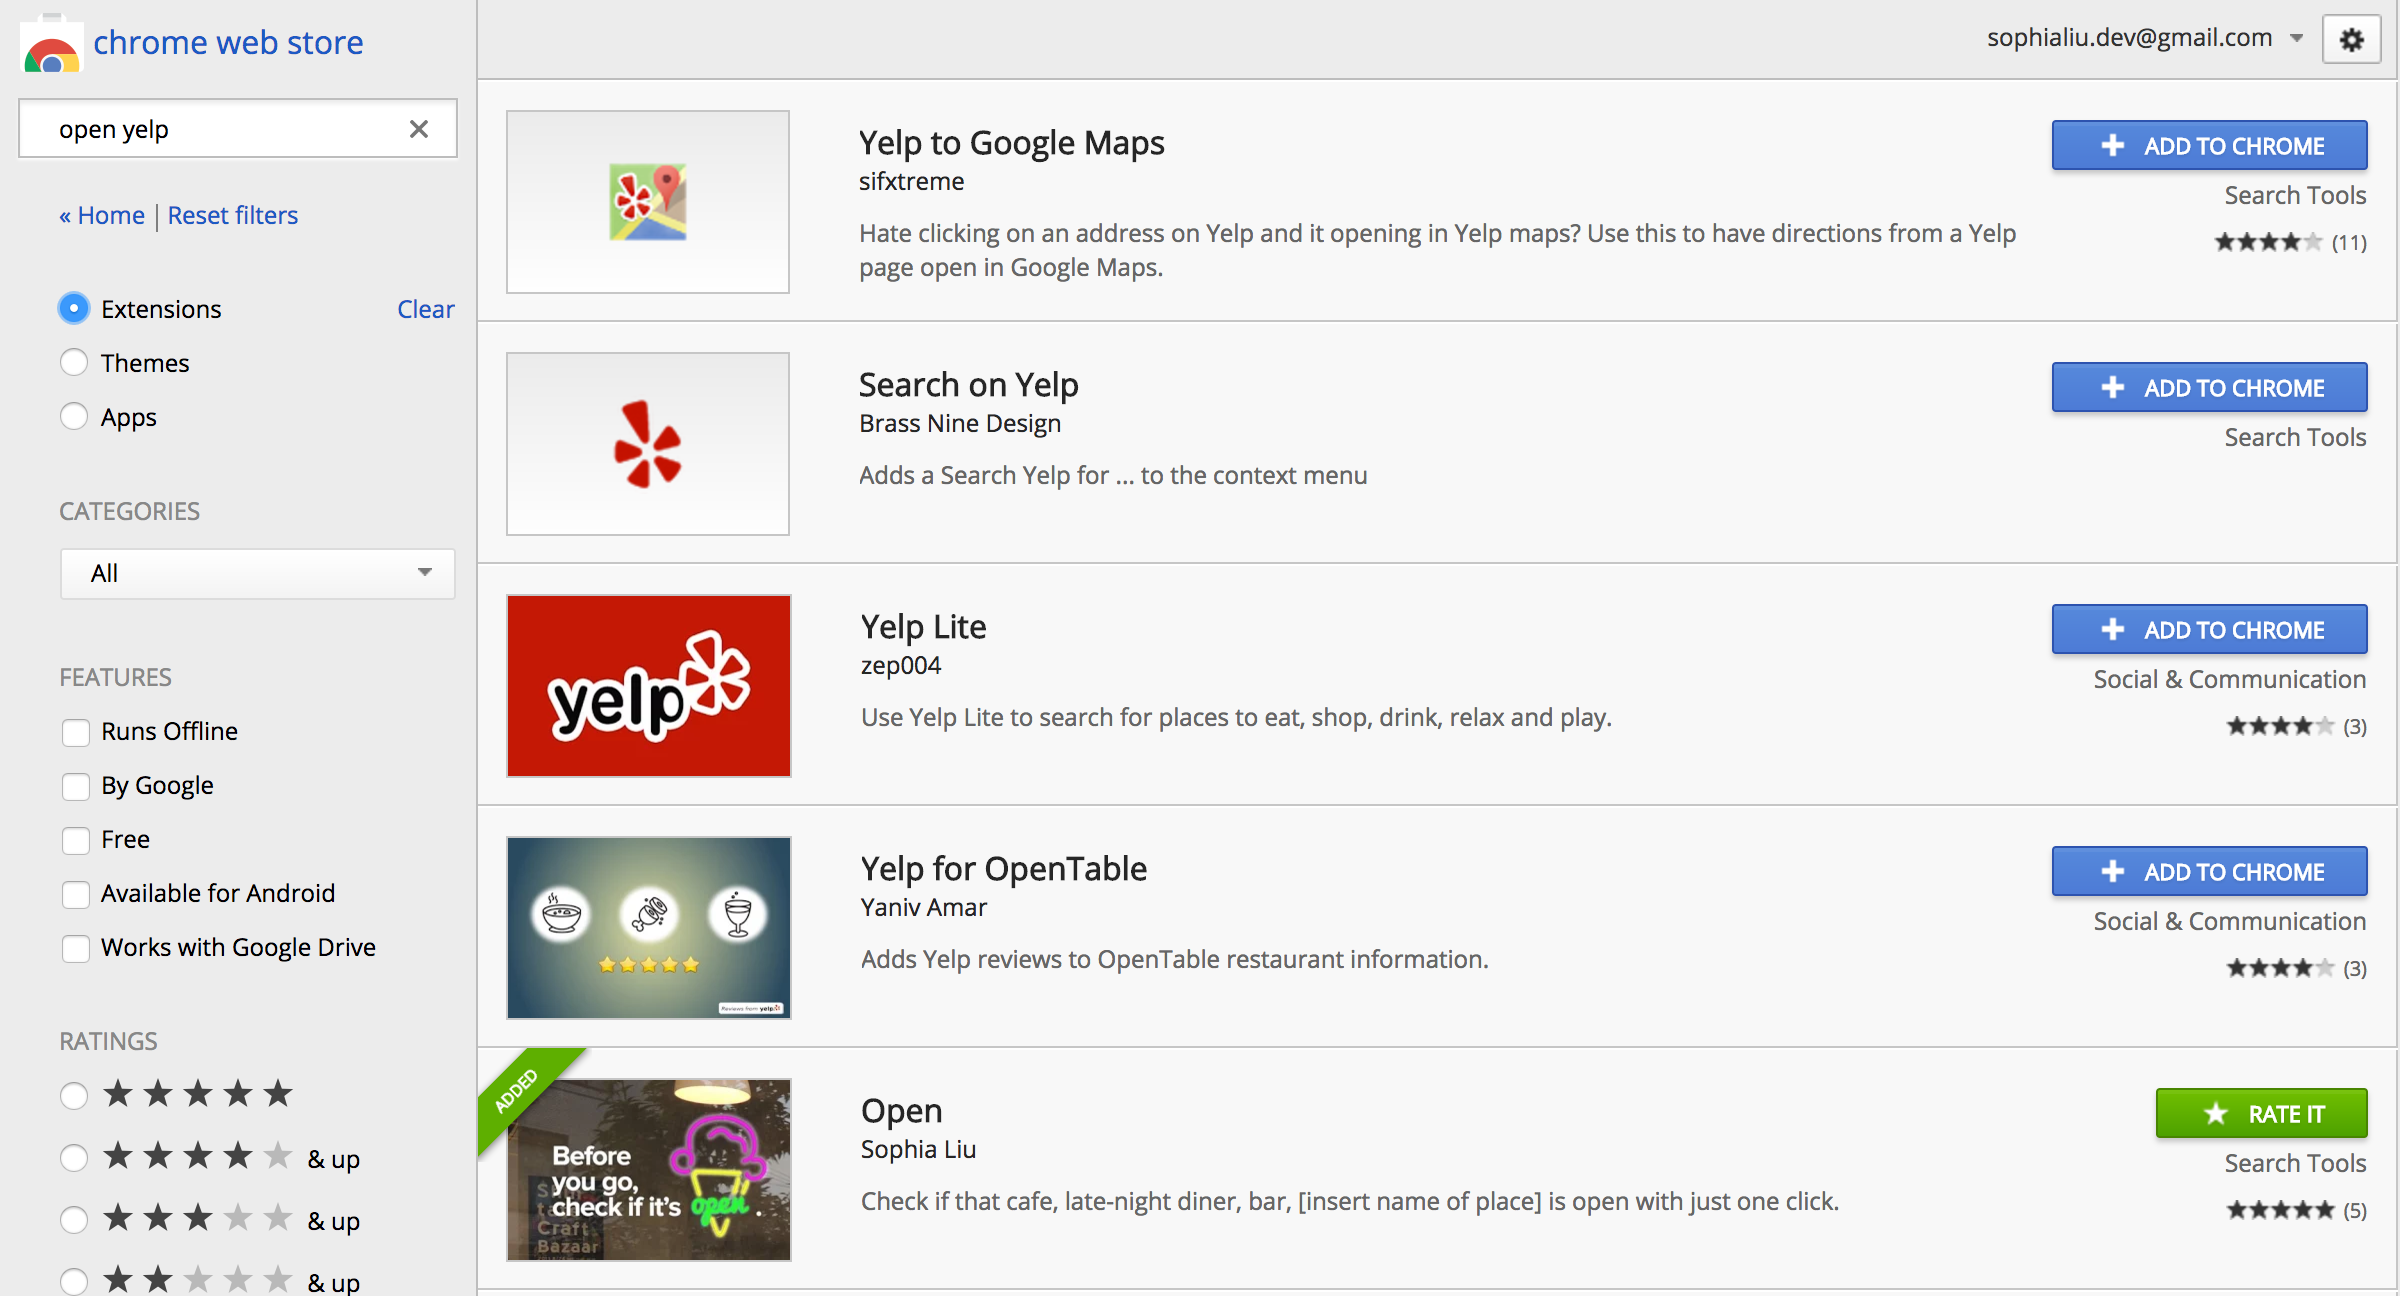 chrome web store
sophialiu.dev@gmail.com
open yelp
« Home | Reset filters
Extensions
Clear
Themes
Apps
CATEGORIES
All
FEATURES
Runs Offline
By Google
Free
Available for Android
Works with Google Drive
RATINGS
& up
& up
& up
Yelp to Google Maps
sifxtreme
Hate clicking on an address on Yelp and it opening in Yelp maps? Use this to have directions from a Yelp
page open in Google Maps.
ADD TO CHROME
Search Tools
(11)
Search on Yelp
Brass Nine Design
Adds a Search Yelp for ... to the context menu
ADD TO CHROME
Search Tools
yelp
Yelp Lite
zep004
Use Yelp Lite to search for places to eat, shop, drink, relax and play.
ADD TO CHROME
Social & Communication
(3)
Reviews from yelp
Yelp for OpenTable
Yaniv Amar
Adds Yelp reviews to OpenTable restaurant information.
ADD TO CHROME
Social & Communication
(3)
ADDED
Before
you go,
check if it's open.
Craft
Bazaar
Open
Sophia Liu
Check if that cafe, late-night diner, bar, [insert name of place] is open with just one click.
RATE IT
Search Tools
(5)